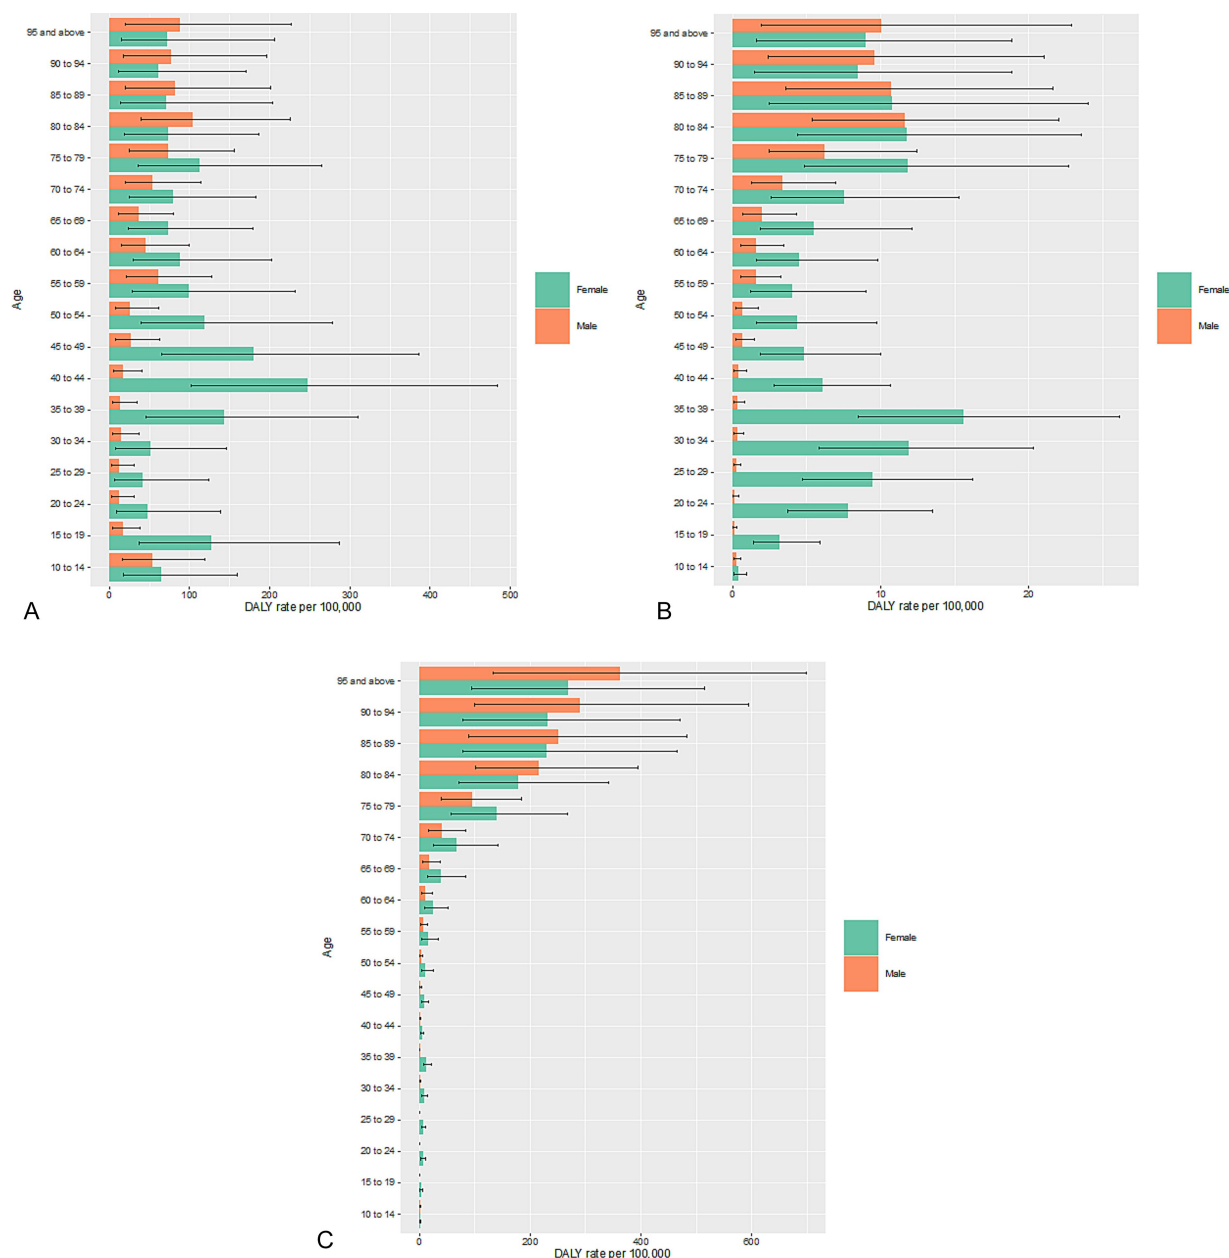 95 and above
90 to 94
85 to 89
80 to 84
75 to 79
70 to 74
65 to 69
60 to 64
55 to 59
50 to 54
45 to 49
40 to 44
35 to 39
30 to 34
25 to 29
20 to 24
15 to 19
10 to 14
Age
0 100 200 300 400 500
DALY rate per 100,000
Female
Male
A
95 and above
90 to 94
85 to 89
80 to 84
75 to 79
70 to 74
65 to 69
60 to 64
55 to 59
50 to 54
45 to 49
40 to 44
35 to 39
30 to 34
25 to 29
20 to 24
15 to 19
10 to 14
Age
0 10 20
DALY rate per 100,000
Female
Male
B
95 and above
90 to 94
85 to 89
80 to 84
75 to 79
70 to 74
65 to 69
60 to 64
55 to 59
50 to 54
45 to 49
40 to 44
35 to 39
30 to 34
25 to 29
20 to 24
15 to 19
10 to 14
Age
0 200 400 600
DALY rate per 100,000
Female
Male
C